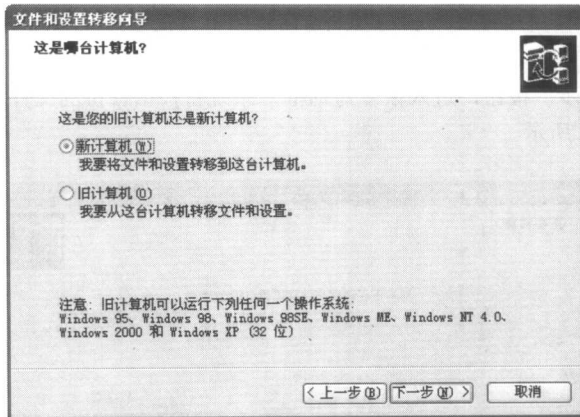 文件和设置转移向导
这是哪台计算机?
这是您的旧计算机还是新计算机?
新计算机(W)
我要将文件和设置转移到这台计算机。
旧计算机(O)
我要从这台计算机转移文件和设置。
注意: 旧计算机可以运行下列任何一个操作系统:
Windows 95、Windows 98、Windows 98SE、Windows ME、Windows NT 4.0、
Windows 2000 和 Windows XP (32 位)
< 上一步(B) 下一步(N) > 取消